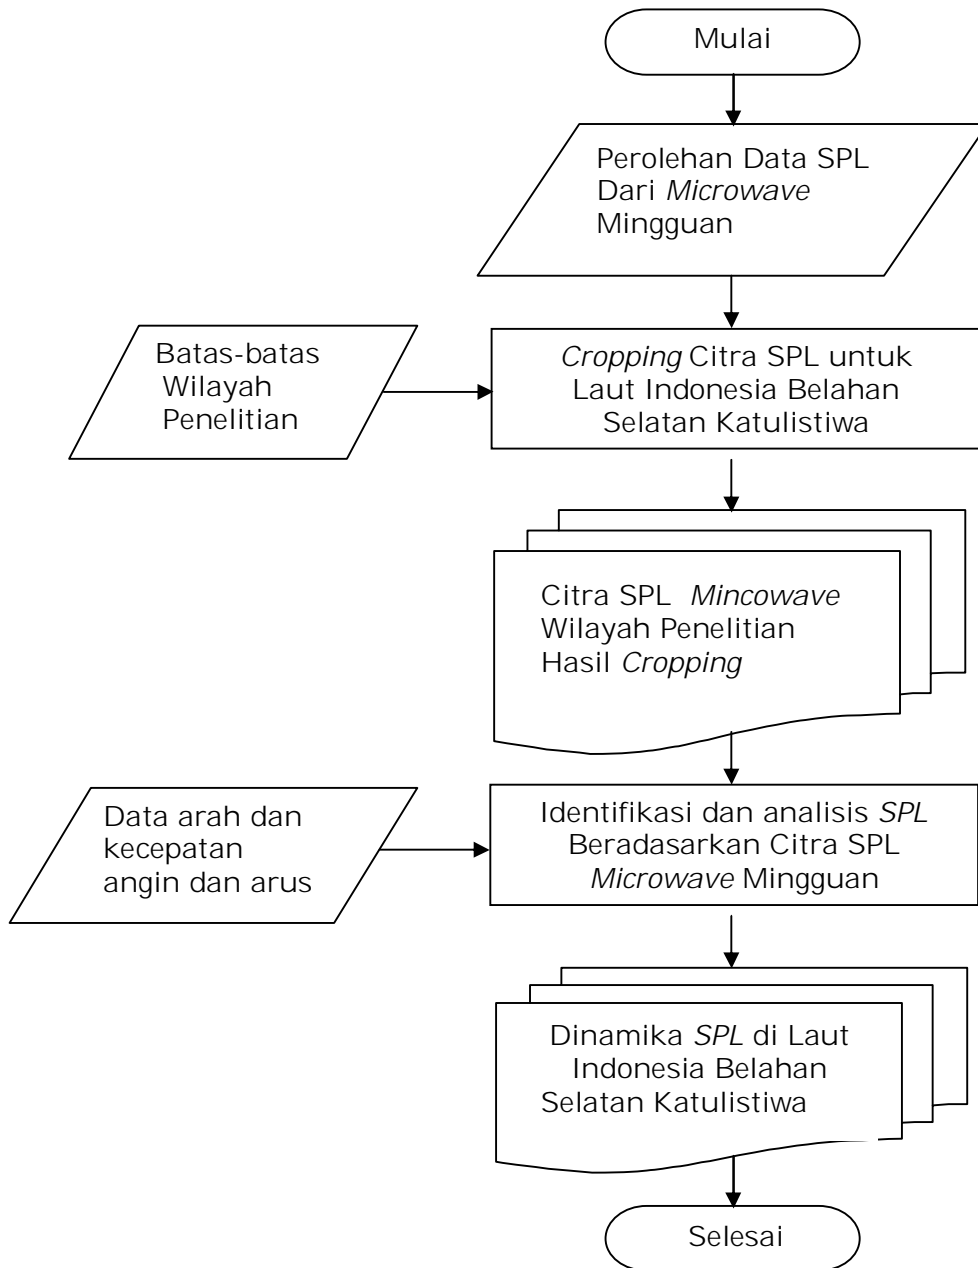 Mulai
Perolehan Data SPL
Dari Microwave
Mingguan
Batas-batas
Wilayah
Penelitian
Cropping Citra SPL untuk
Laut Indonesia Belahan
Selatan Katulistiwa
Citra SPL Mincowave
Wilayah Penelitian
Hasil Cropping
Data arah dan
kecepatan
angin dan arus
Identifikasi dan analisis SPL
Beradasarkan Citra SPL
Microwave Mingguan
Dinamika SPL di Laut
Indonesia Belahan
Selatan Katulistiwa
Selesai